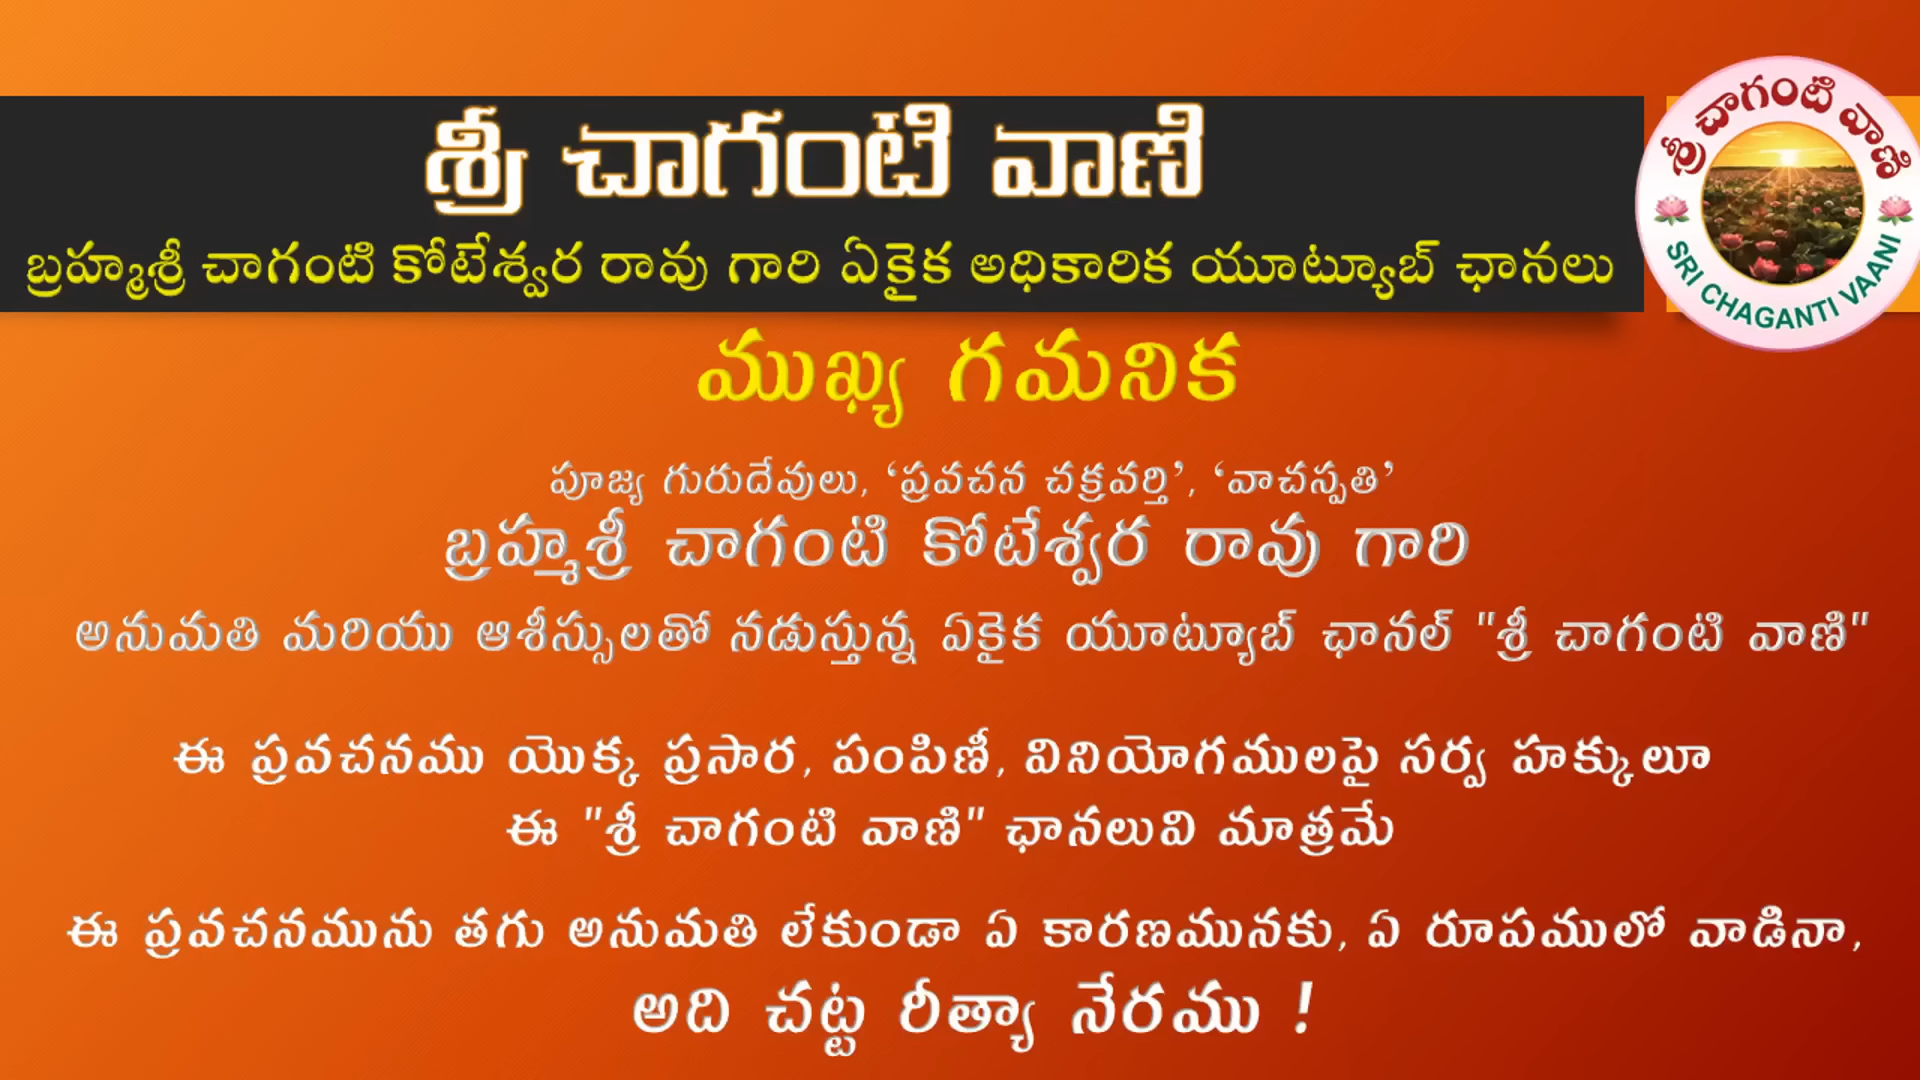 శ్రీ చాగంటి వాణి
బ్రహ్మశ్రీ చాగంటి కోటేశ్వర రావు గారి ఏకైక అధికారిక యూట్యూబ్ ఛానలు
శ్రీ చాగంటి వాణి
SRI CHAGANTI VAANI
ముఖ్య గమనిక
పూజ్య గురుదేవులు, ‘ప్రవచన చక్రవర్తి’, ‘వాచస్పతి’
బ్రహ్మశ్రీ చాగంటి కోటేశ్వర రావు గారి
అనుమతి మరియు ఆశీస్సులతో నడుస్తున్న ఏకైక యూట్యూబ్ ఛానల్ "శ్రీ చాగంటి వాణి"
ఈ ప్రవచనము యొక్క ప్రసార, పంపిణీ, వినియోగములపై సర్వ హక్కులూ
ఈ "శ్రీ చాగంటి వాణి" ఛానలువి మాత్రమే
ఈ ప్రవచనమును తగు అనుమతి లేకుండా ఏ కారణమునకు, ఏ రూపములో వాడినా,
అది చట్ట రీత్యా నేరము !